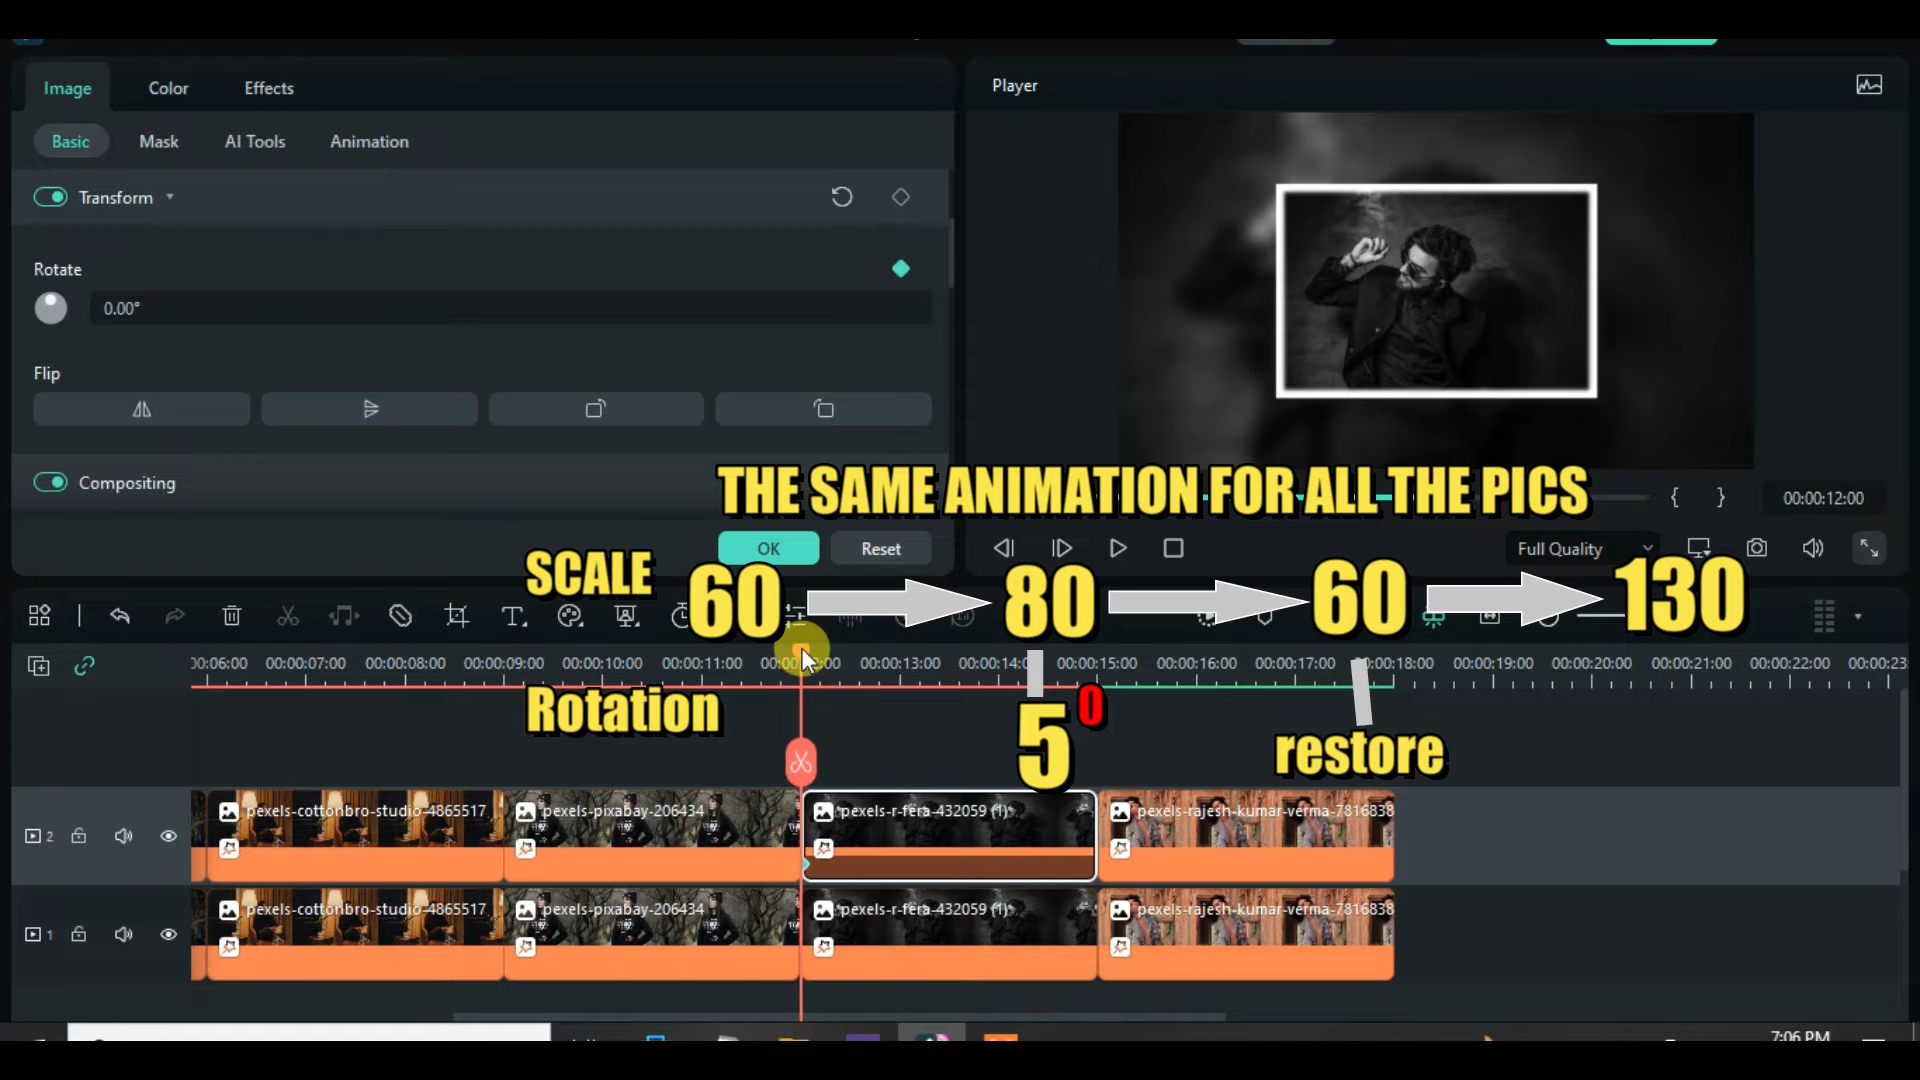 Image Color Effects
Player
Basic Mask AI Tools Animation
Transform
Rotate
0.00°
Flip
Compositing
THE SAME ANIMATION FOR ALL THE PICS
{ } 00:00:12:00
OK Reset
Full Quality
SCALE 60 80 60 130
00:00:07:00 00:00:08:00 00:00:09:00 00:00:10:00 00:00:11:00 00:00:13:00 00:00:15:00 00:00:16:00 00:00:17:00 00:00:19:00 00:00:20:00 00:00:21:00 00:00:22:00
Rotation 5 0 restore
pexels-cottonbro-studio-4865517 pexels-pixabay-206434 pexels-r-fera-432059 (1) pexels-rajesh-kumar-verma-7816838
2
pexels-cottonbro-studio-4865517 pexels-pixabay-206434 pexels-r-fera-432059 (1) pexels-rajesh-kumar-verma-7816838
1
7:06 PM